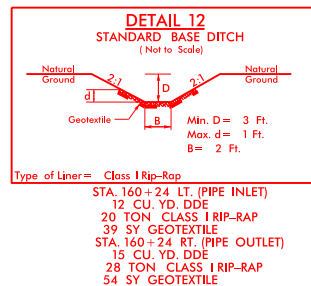 DETAIL 12
STANDARD BASE DITCH
( Not to Scale)
Natural
Ground
2:1
D
2:1
Natural
Ground
d
Geotextile
B
Min. D= 3 Ft.
Max. d= 1 Ft.
B= 2 Ft.
Type of Liner= Class I Rip-Rap
STA. 160+24 LT. (PIPE INLET)
12 CU. YD. DDE
20 TON CLASS I RIP-RAP
39 SY GEOTEXTILE
STA. 160+24 RT. (PIPE OUTLET)
15 CU. YD. DDE
28 TON CLASS I RIP-RAP
54 SY GEOTEXTILE